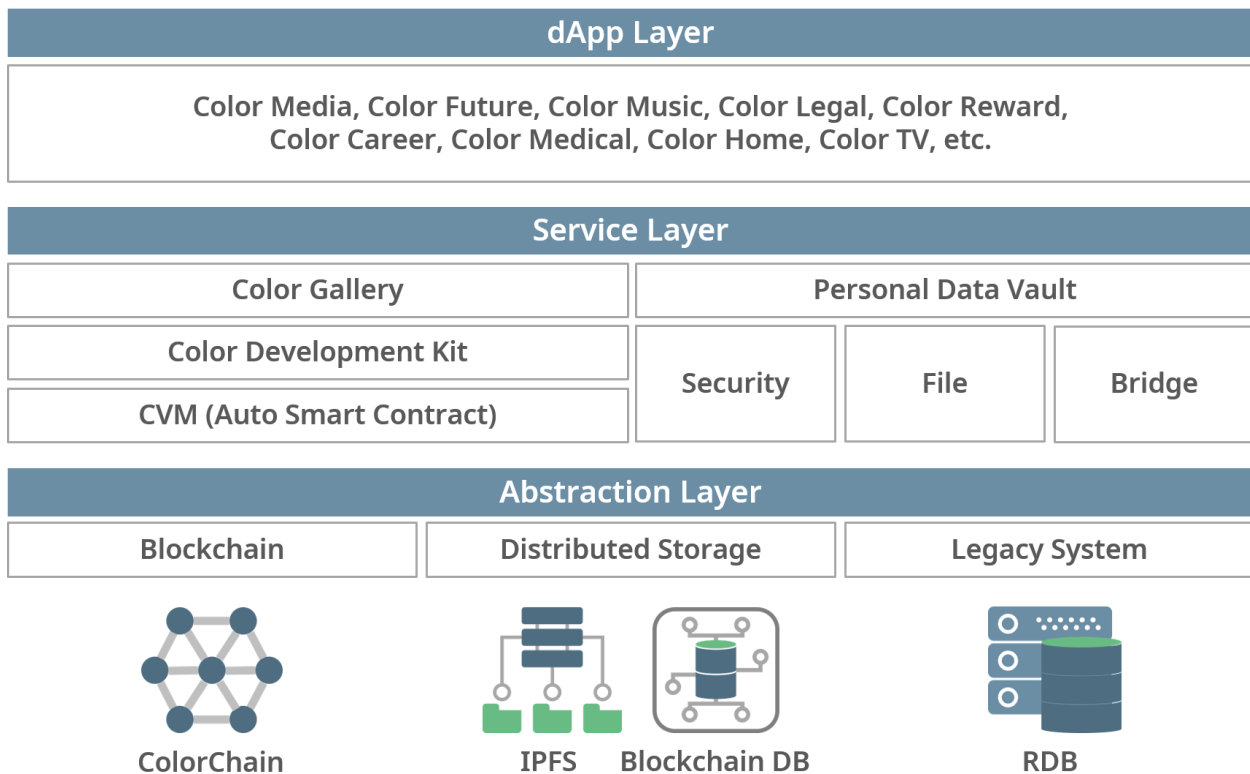 dApp Layer
Color Media, Color Future, Color Music, Color Legal, Color Reward,
Color Career, Color Medical, Color Home, Color TV, etc.
Service Layer
Color Gallery
Personal Data Vault
Color Development Kit
CVM (Auto Smart Contract)
Security
File
Bridge
Abstraction Layer
Blockchain
Distributed Storage
Legacy System
ColorChain
IPFS
Blockchain DB
RDB